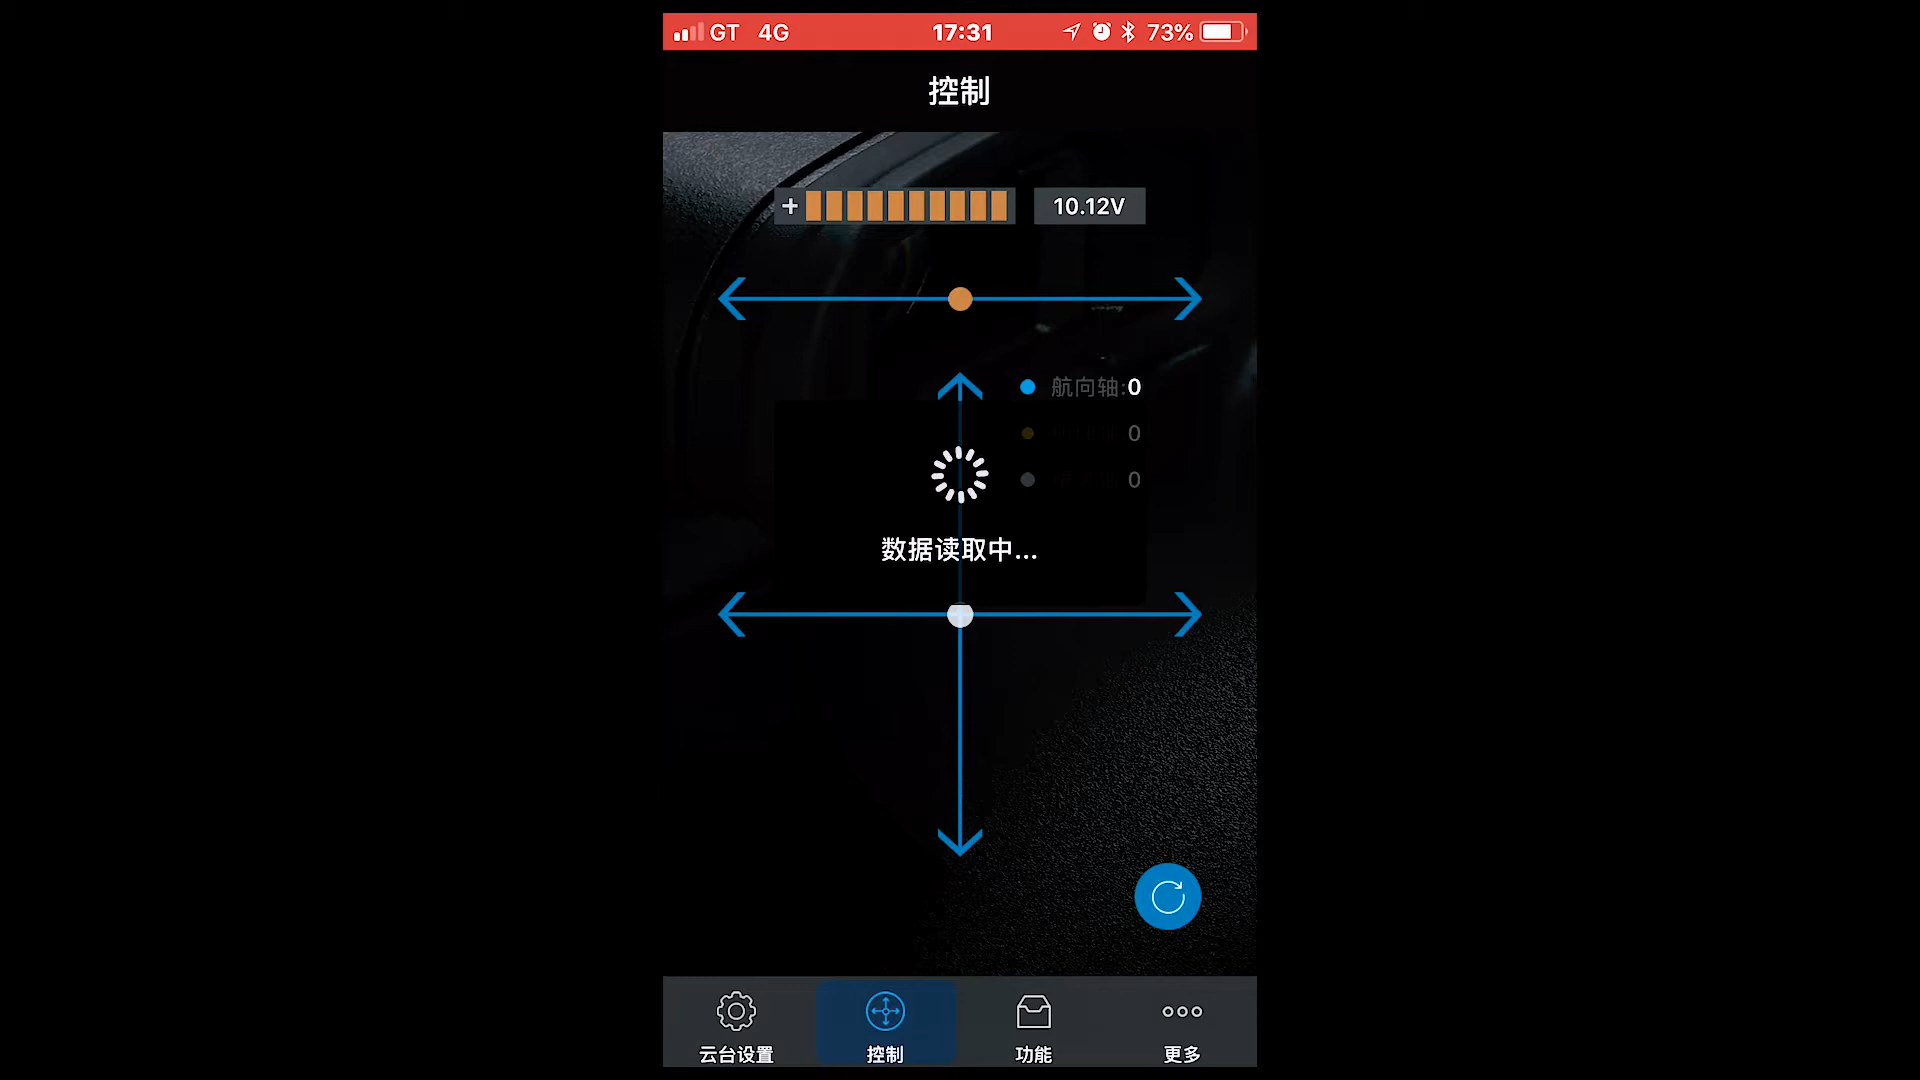 GT 4G 17:31 73%
控制
+ 10.12V
航向轴:0
0
0
数据读取中...
云台设置 控制 功能 更多